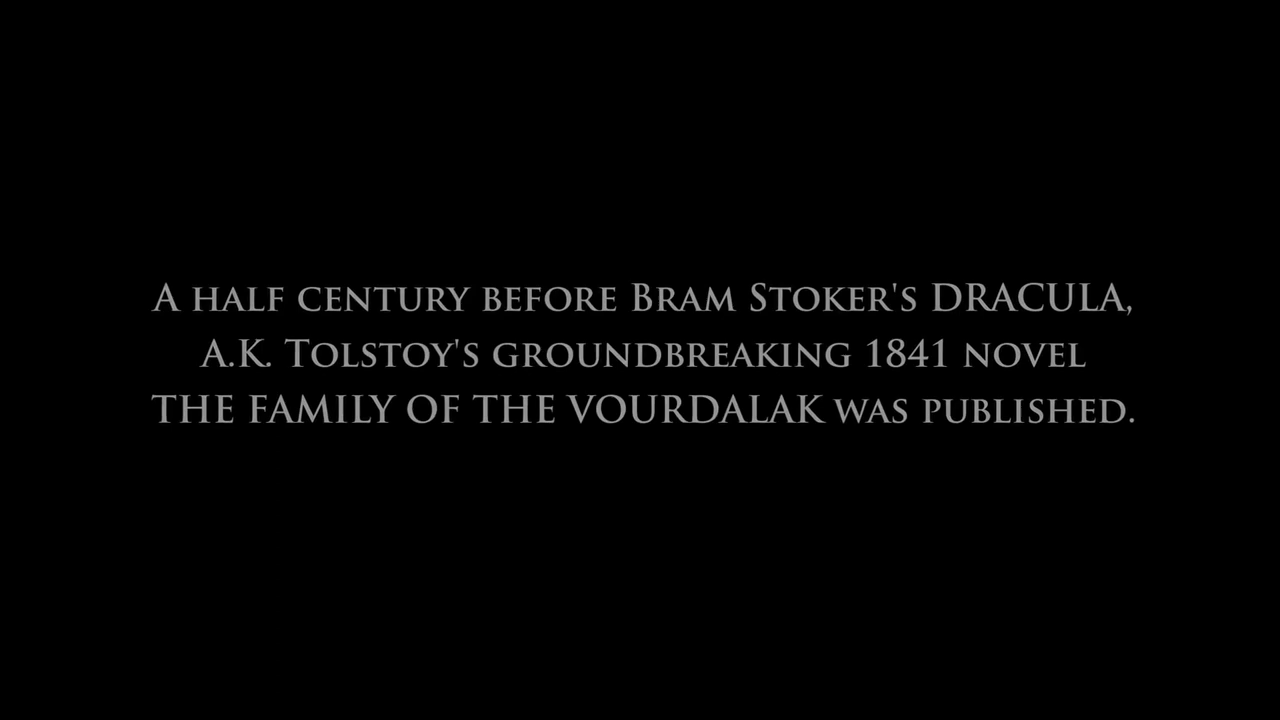 A half century before Bram Stoker's DRACULA,
A.K. Tolstoy's groundbreaking 1841 novel
THE FAMILY OF THE VOURDALAK was published.